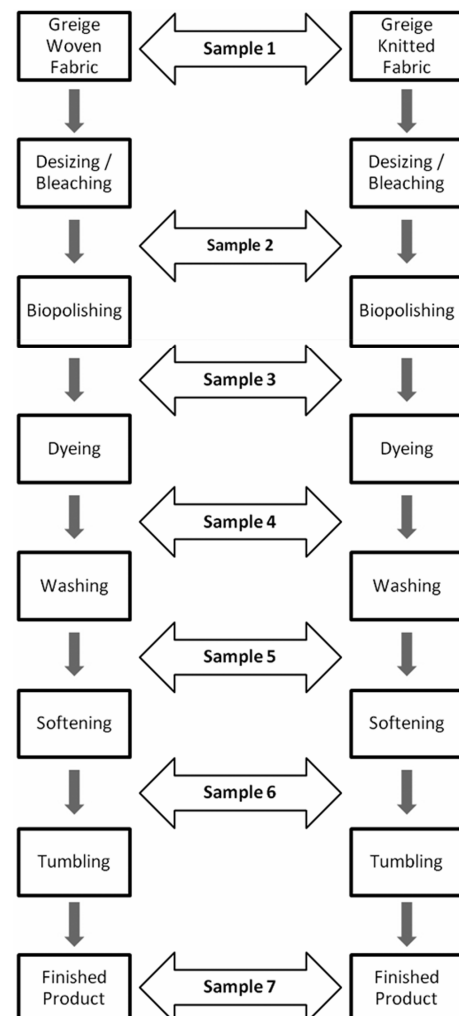 Greige
Woven
Fabric
Sample 1
Greige
Knitted
Fabric
Desizing /
Bleaching
Desizing /
Bleaching
Sample 2
Biopolishing
Biopolishing
Sample 3
Dyeing
Dyeing
Sample 4
Washing
Washing
Sample 5
Softening
Softening
Sample 6
Tumbling
Tumbling
Finished
Product
Sample 7
Finished
Product